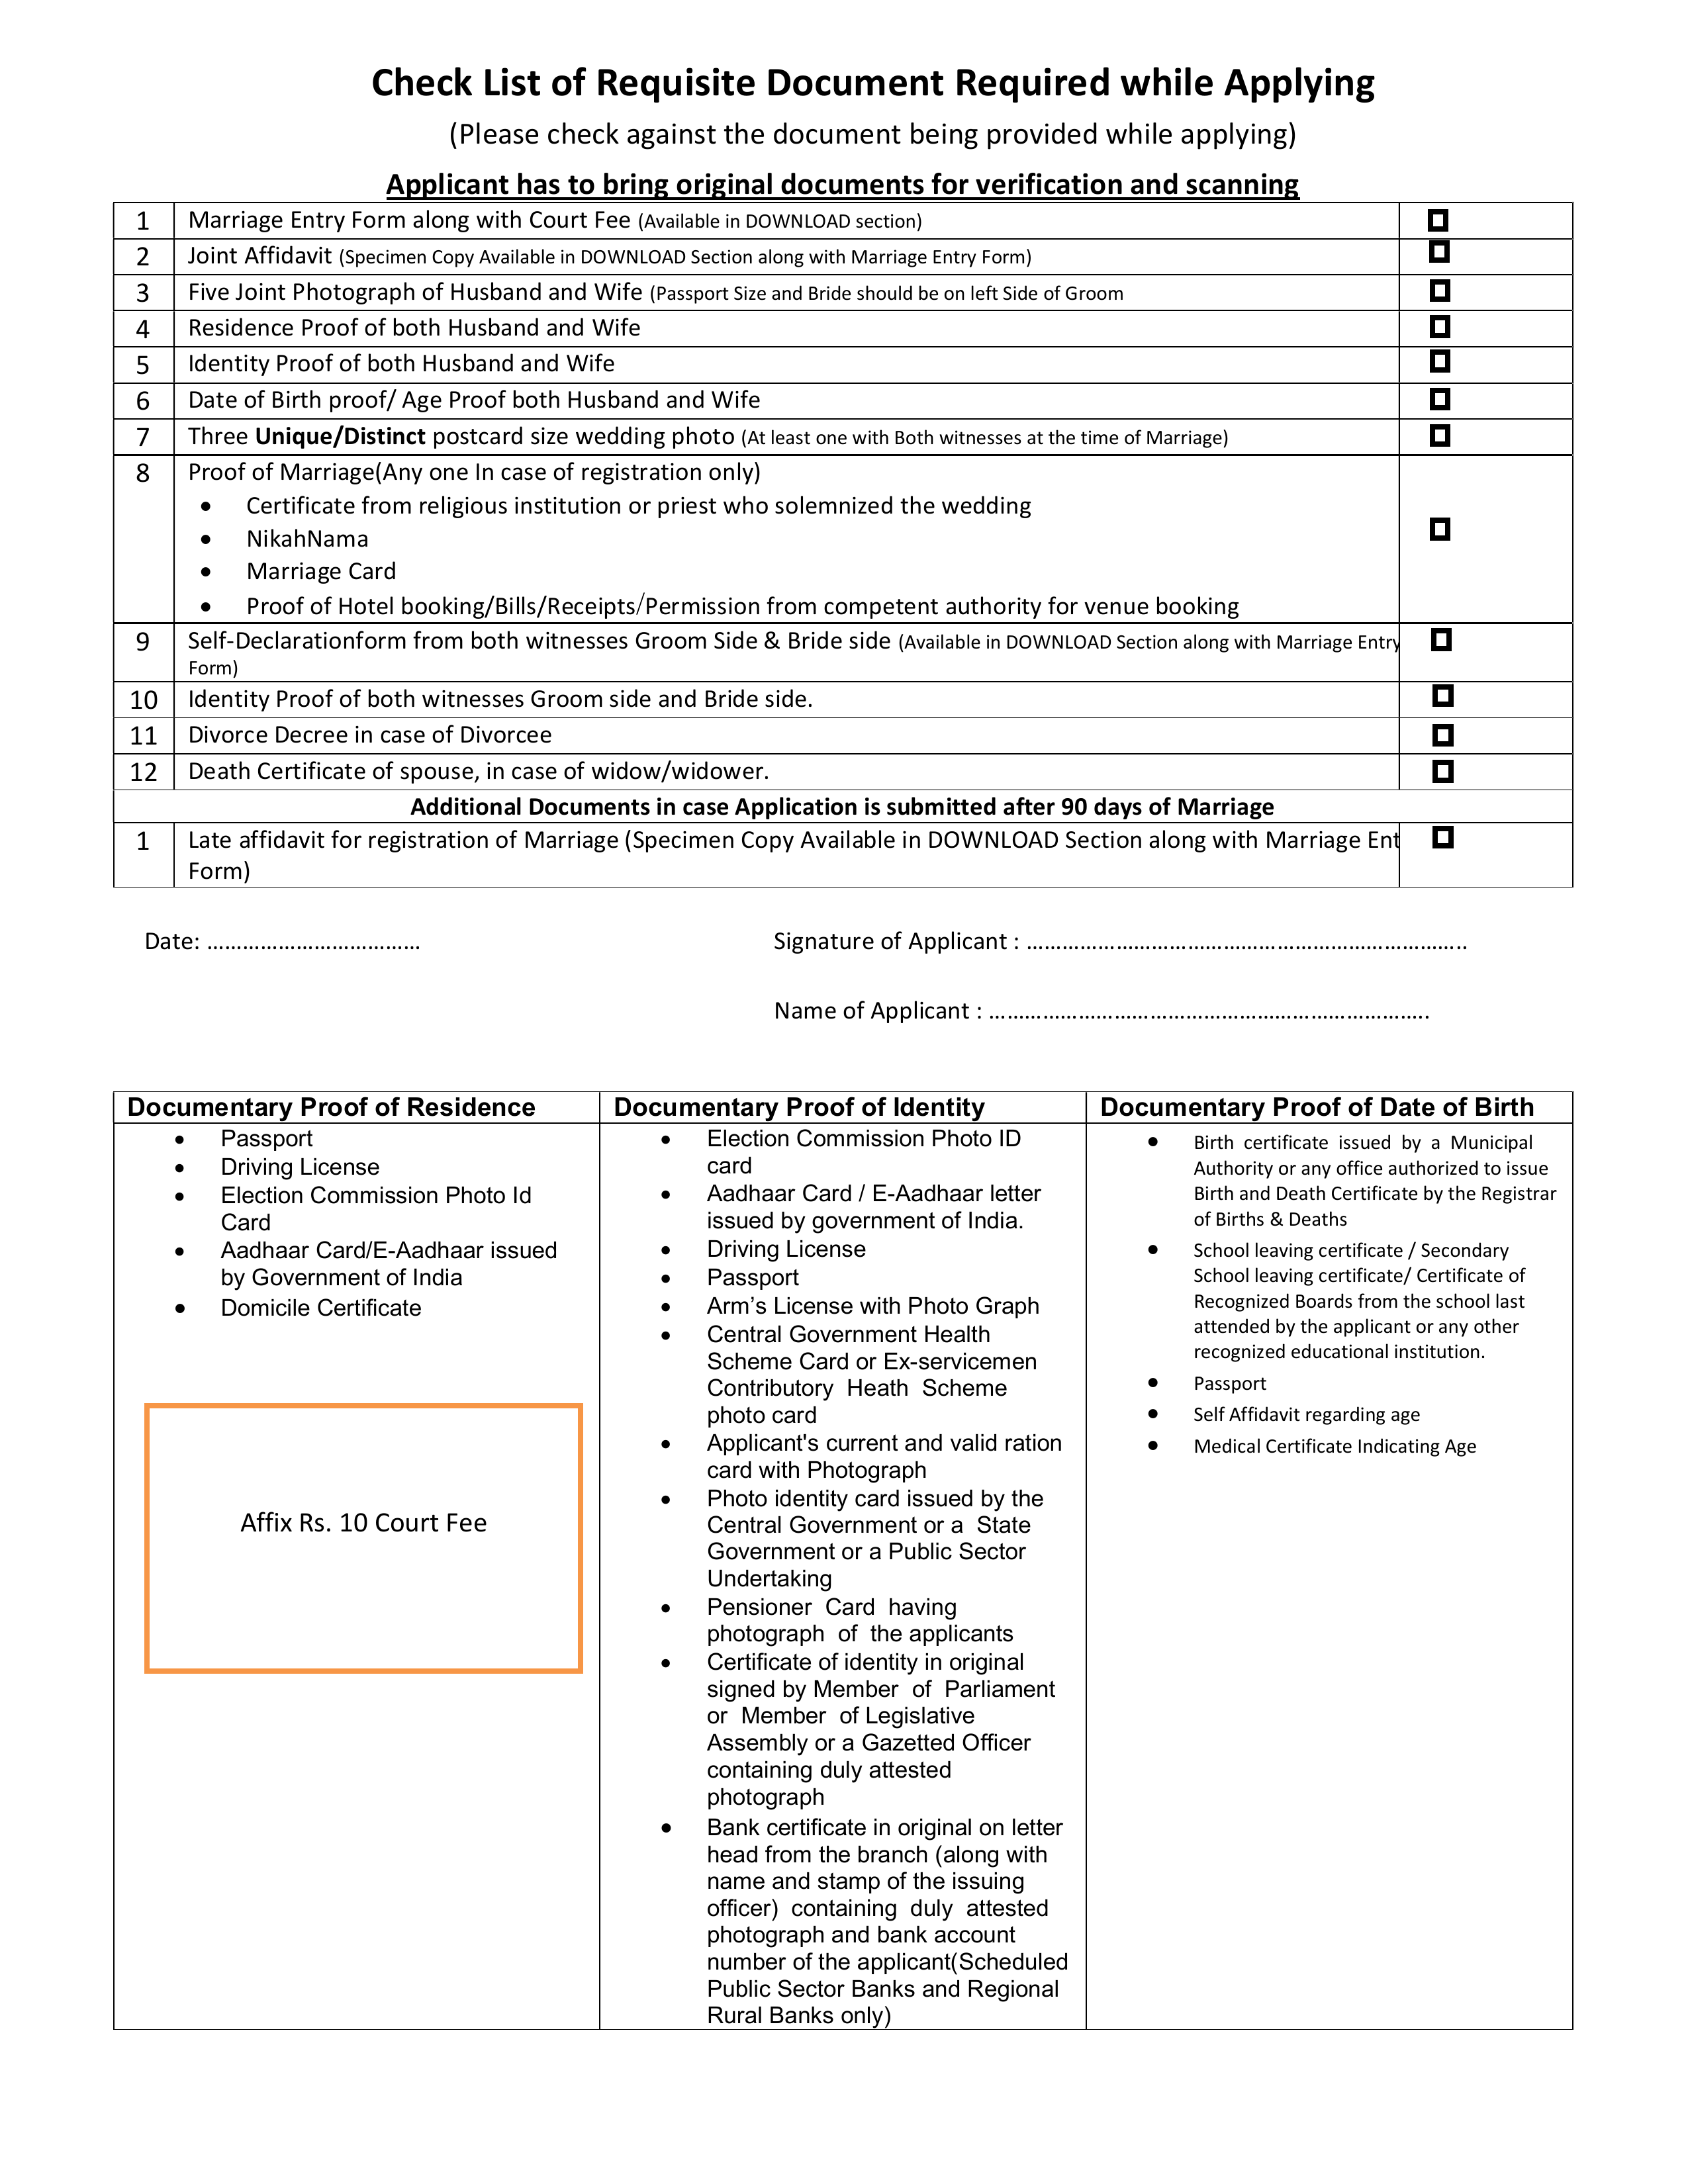 Check List of Requisite Document Required while Applying
(Please check against the document being provided while applying)
Applicant has to bring original documents for verification and scanning
1 Marriage Entry Form along with Court Fee (Available in DOWNLOAD section)
2 Joint Affidavit (Specimen Copy Available in DOWNLOAD Section along with Marriage Entry Form)
3 Five Joint Photograph of Husband and Wife (Passport Size and Bride should be on left Side of Groom
4 Residence Proof of both Husband and Wife
5 Identity Proof of both Husband and Wife
6 Date of Birth proof/ Age Proof both Husband and Wife
7 Three Unique/Distinct postcard size wedding photo (At least one with Both witnesses at the time of Marriage)
8 Proof of Marriage(Any one In case of registration only)
• Certificate from religious institution or priest who solemnized the wedding
• NikahNama
• Marriage Card
• Proof of Hotel booking/Bills/Receipts/Permission from competent authority for venue booking
9 Self-Declarationform from both witnesses Groom Side & Bride side (Available in DOWNLOAD Section along with Marriage Entry
Form)
10 Identity Proof of both witnesses Groom side and Bride side.
11 Divorce Decree in case of Divorcee
12 Death Certificate of spouse, in case of widow/widower.
Additional Documents in case Application is submitted after 90 days of Marriage
1 Late affidavit for registration of Marriage (Specimen Copy Available in DOWNLOAD Section along with Marriage Ent
Form)
Date: ……………………………… Signature of Applicant : ………………………………………………………………..
Name of Applicant : ………………………………………………………………..
Documentary Proof of Residence
• Passport
• Driving License
• Election Commission Photo Id
Card
• Aadhaar Card/E-Aadhaar issued
by Government of India
• Domicile Certificate
Affix Rs. 10 Court Fee
Documentary Proof of Identity
• Election Commission Photo ID
card
• Aadhaar Card / E-Aadhaar letter
issued by government of India.
• Driving License
• Passport
• Arm’s License with Photo Graph
• Central Government Health
Scheme Card or Ex-servicemen
Contributory Heath Scheme
photo card
• Applicant's current and valid ration
card with Photograph
• Photo identity card issued by the
Central Government or a State
Government or a Public Sector
Undertaking
• Pensioner Card having
photograph of the applicants
• Certificate of identity in original
signed by Member of Parliament
or Member of Legislative
Assembly or a Gazetted Officer
containing duly attested
photograph
• Bank certificate in original on letter
head from the branch (along with
name and stamp of the issuing
officer) containing duly attested
photograph and bank account
number of the applicant(Scheduled
Public Sector Banks and Regional
Rural Banks only)
Documentary Proof of Date of Birth
• Birth certificate issued by a Municipal
Authority or any office authorized to issue
Birth and Death Certificate by the Registrar
of Births & Deaths
• School leaving certificate / Secondary
School leaving certificate/ Certificate of
Recognized Boards from the school last
attended by the applicant or any other
recognized educational institution.
• Passport
• Self Affidavit regarding age
• Medical Certificate Indicating Age